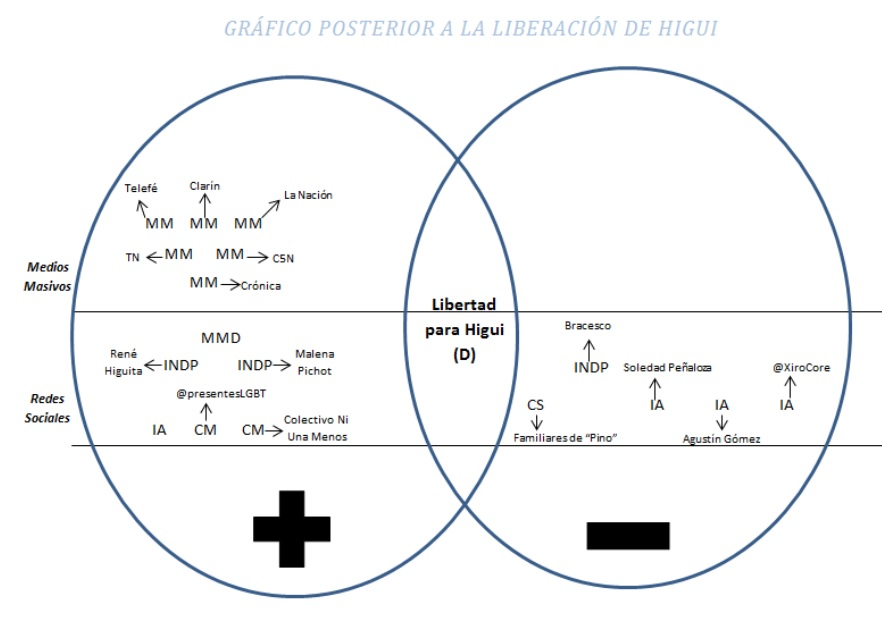 GRÁFICO POSTERIOR A LA LIBERACIÓN DE HIGUI
Telefé
Clarín
La Nación
MM MM MM
TN MM MM C5N
MM Crónica
Medios
Masivos
Libertad
para Higui
(D)
MMD
René
Higuita
INDP INDP
Malena
Pichot
@presentesLGBT
IA CM CM
Colectivo Ni
Una Menos
Redes
Sociales
Bracesco
INDP
Soledad Peñaloza
@XiroCore
CS IA IA IA
Familiares de "Pino"
Agustín Gómez